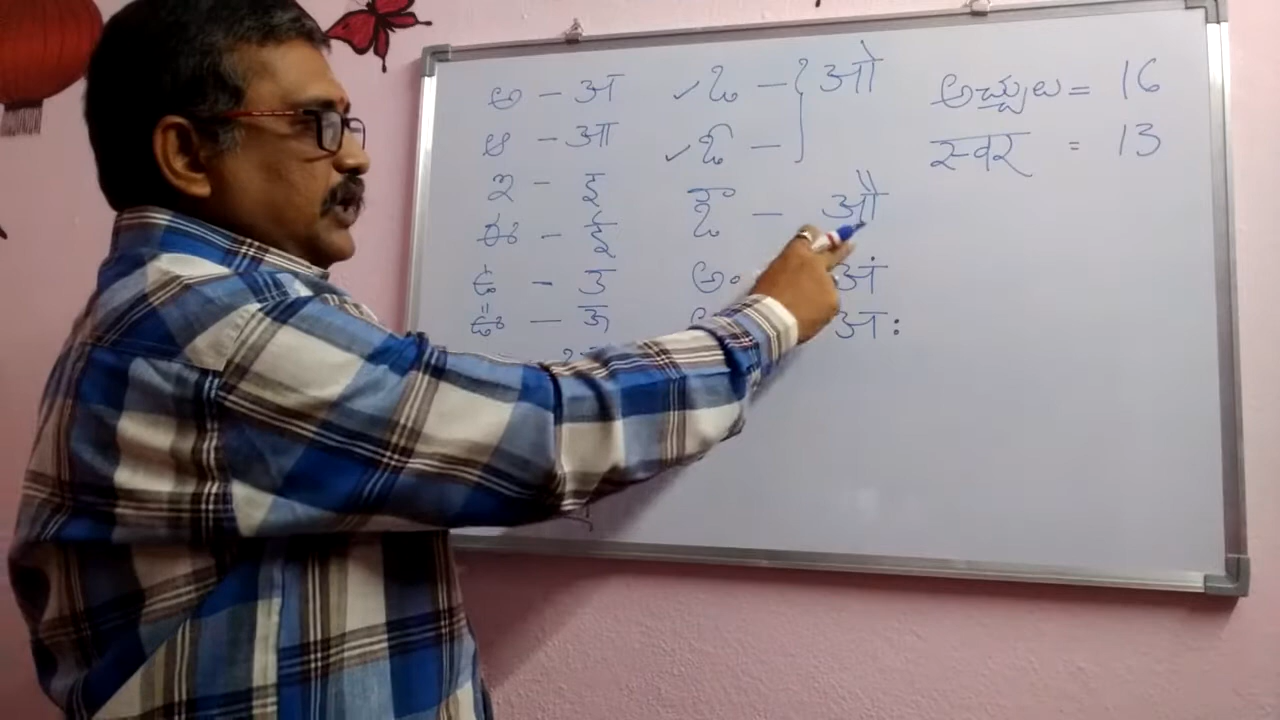 అ - अ
ఆ - आ
ఇ - इ
ఈ - ई
ఉ - उ
ఊ - ऊ
✓ ఒ - } ओ
✓ ఓ -
ఔ - औ
అం अं
अः
అచ్చులు = 16
स्वर = 13